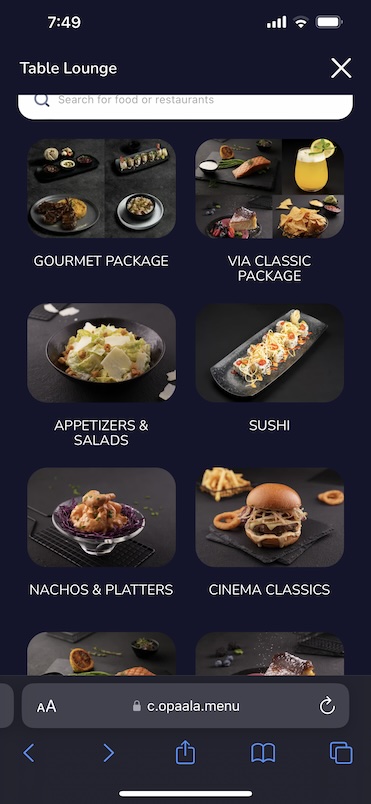 7:49
Table Lounge
Search for food or restaurants
GOURMET PACKAGE
VIA CLASSIC
PACKAGE
APPETIZERS &
SALADS
SUSHI
NACHOS & PLATTERS
CINEMA CLASSICS
AA
c.opaala.menu